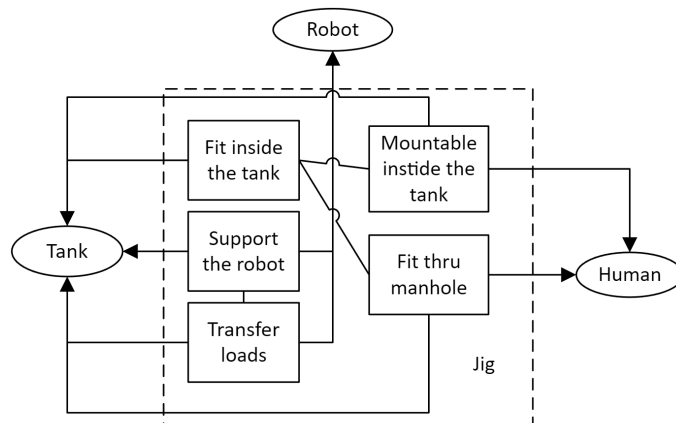 Robot
Fit inside
the tank
Mountable
instide the
tank
Tank
Support
the robot
Fit thru
manhole
Human
Transfer
loads
Jig